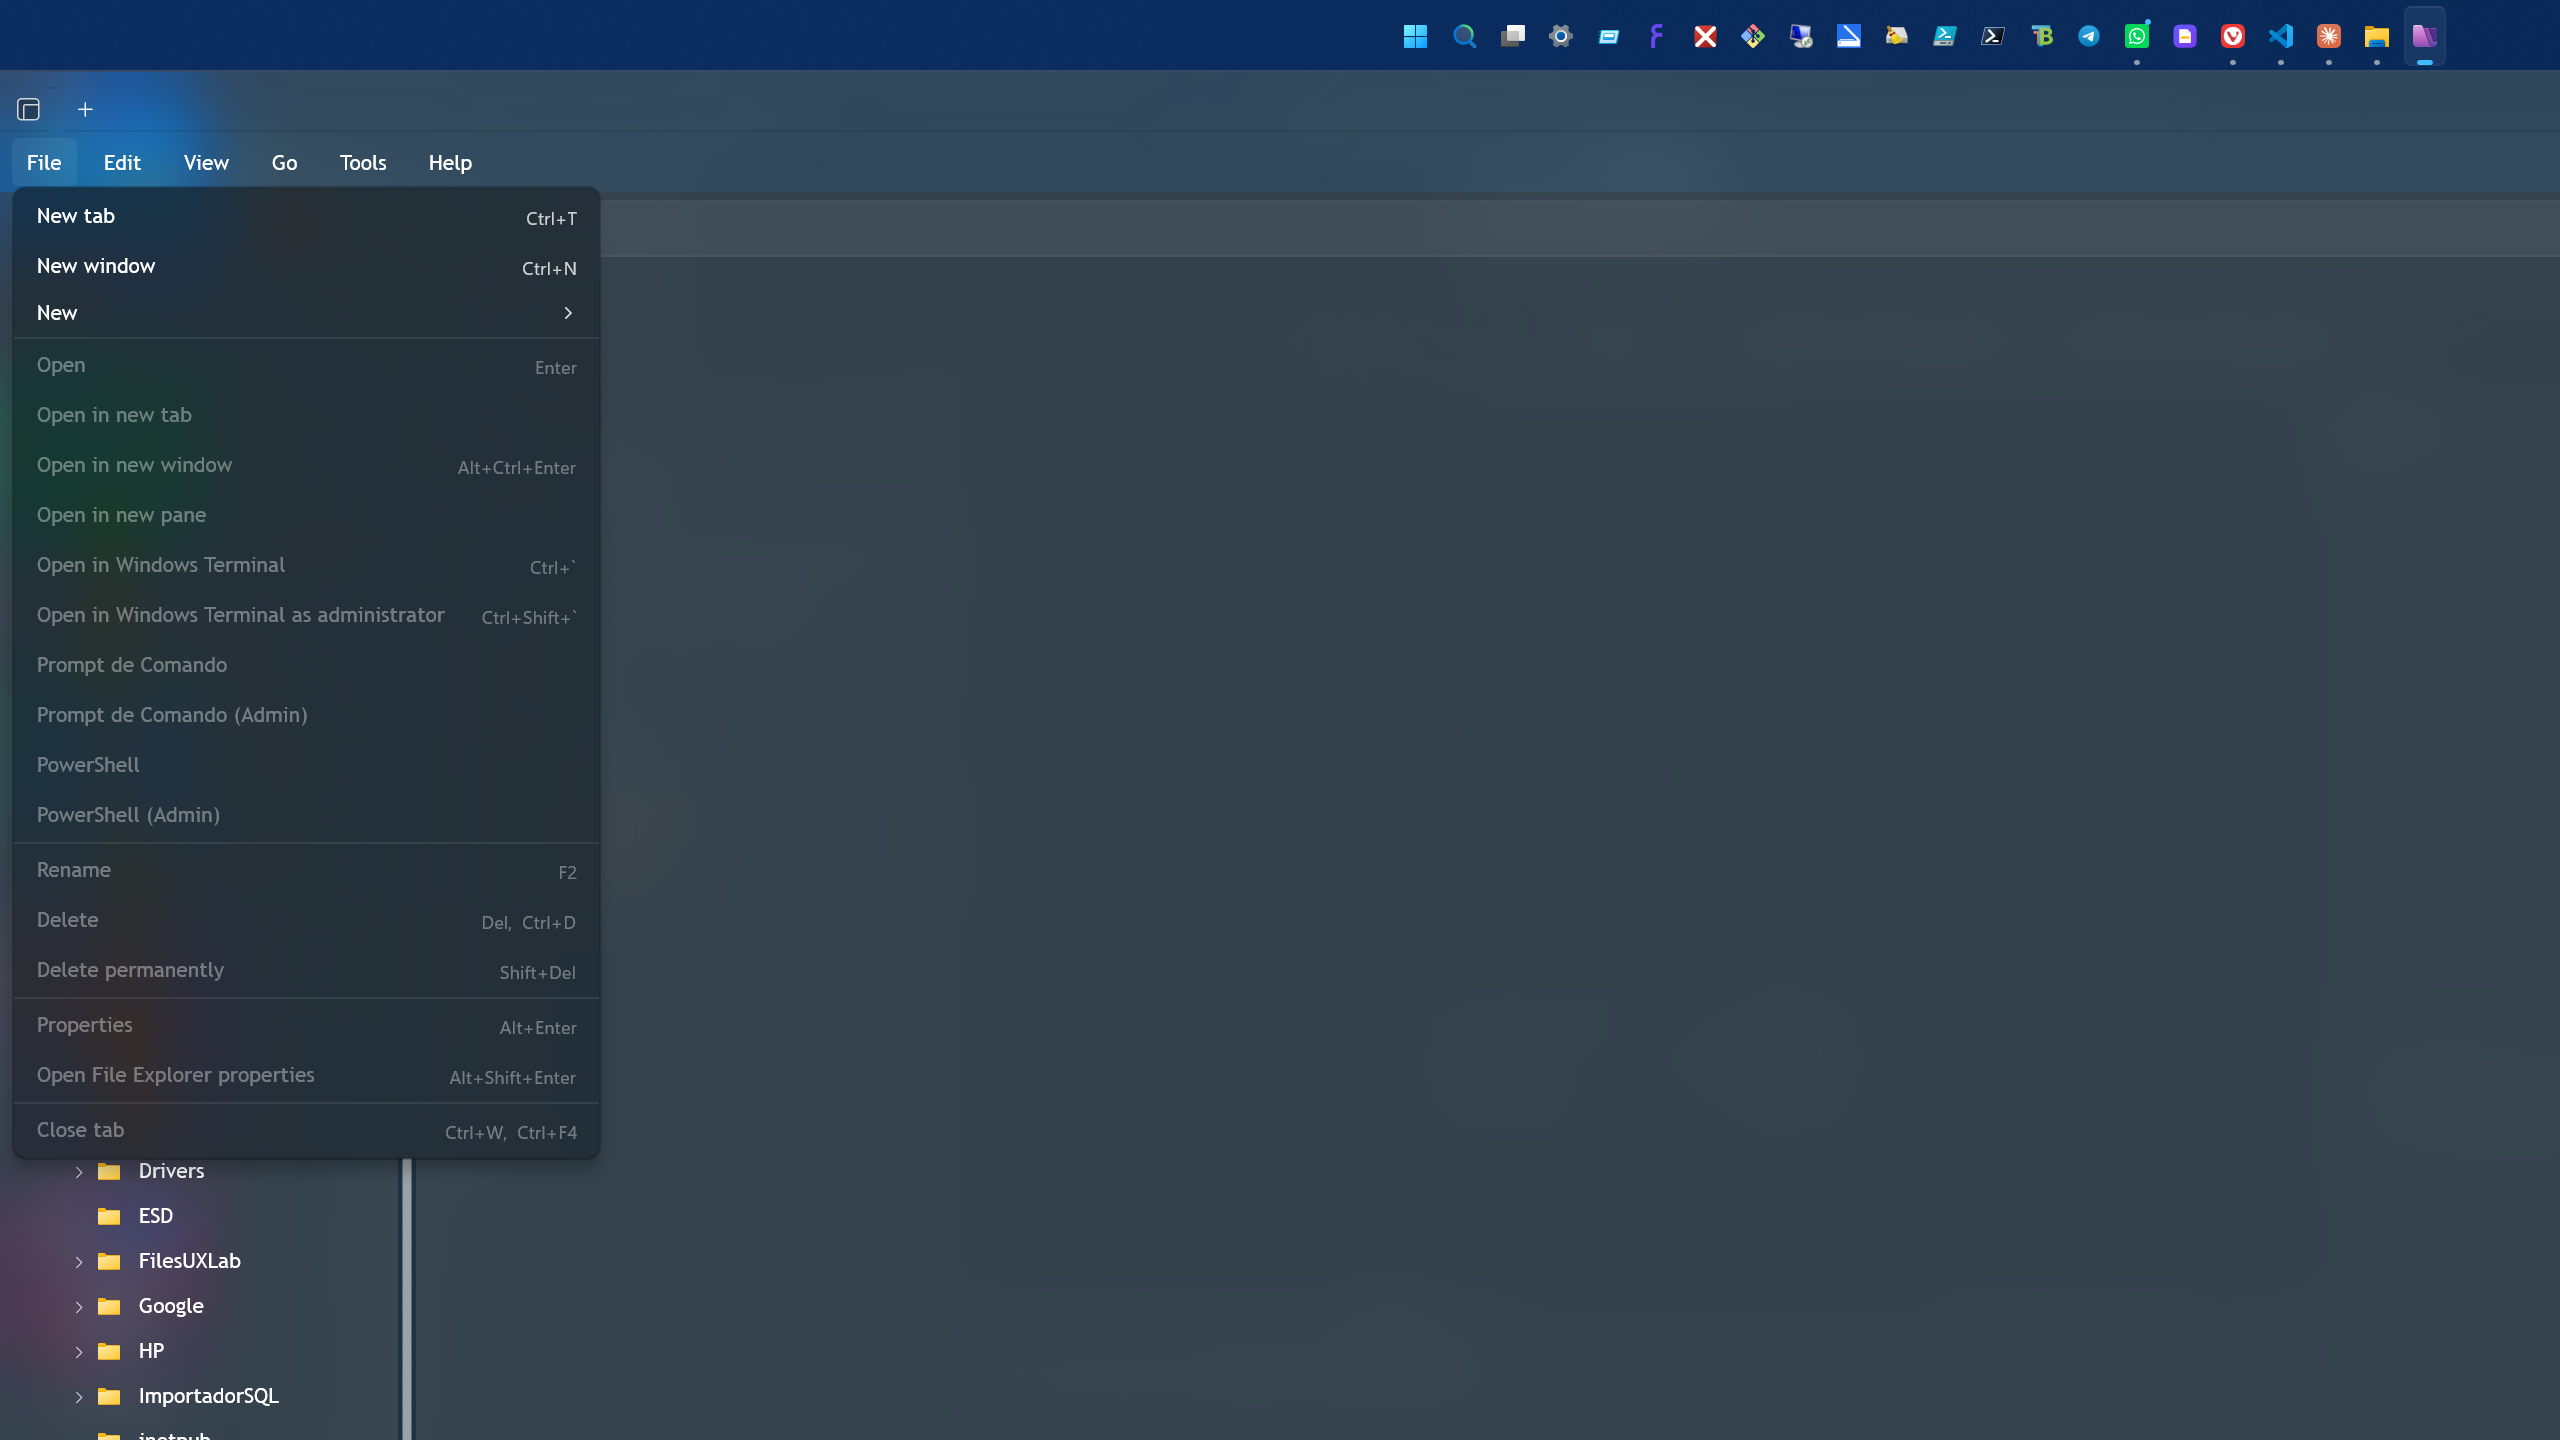 File Edit View Go Tools Help
New tab Ctrl+T
New window Ctrl+N
New
Open Enter
Open in new tab
Open in new window Alt+Ctrl+Enter
Open in new pane
Open in Windows Terminal Ctrl+`
Open in Windows Terminal as administrator Ctrl+Shift+`
Prompt de Comando
Prompt de Comando (Admin)
PowerShell
PowerShell (Admin)
Rename F2
Delete Del, Ctrl+D
Delete permanently Shift+Del
Properties Alt+Enter
Open File Explorer properties Alt+Shift+Enter
Close tab Ctrl+W, Ctrl+F4
Drivers
ESD
FilesUXLab
Google
HP
ImportadorSQL